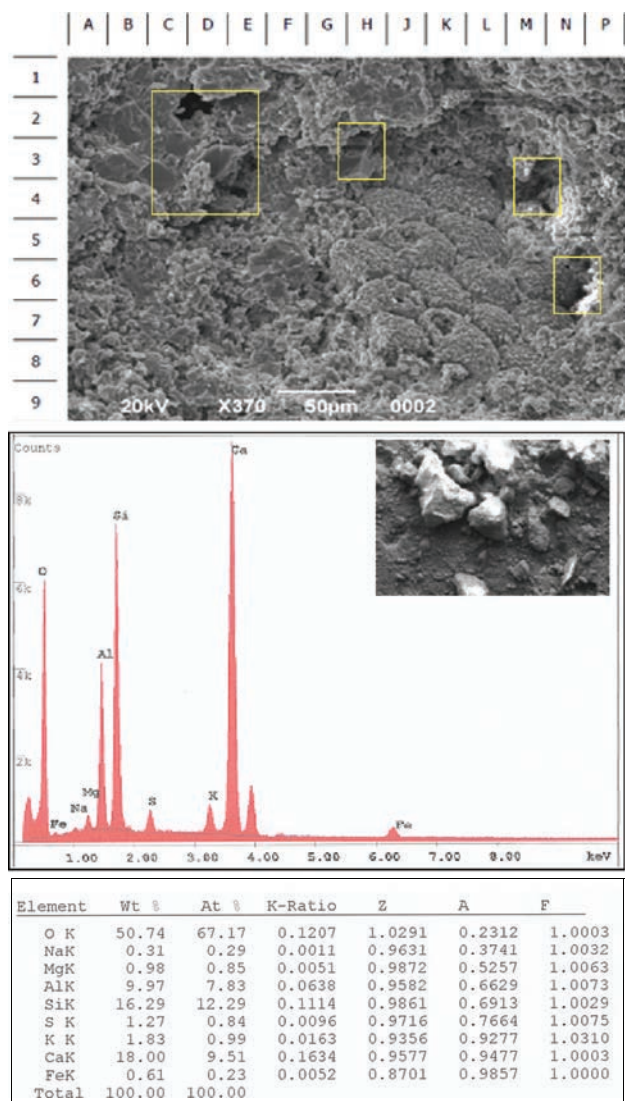 A B C D E F G H J K L M N P
1
2
3
4
5
6
7
8
9
20kV X370 50µm 0002
Counts
Ca
8k
Si
O
6k
Al
4k
2k
Mg
Na
Fe
S
K
Fe
1.00 2.00 3.00 4.00 5.00 6.00 7.00 8.00 keV
Element Wt % At % K-Ratio Z A F
O K 50.74 67.17 0.1207 1.0291 0.2312 1.0003
NaK 0.31 0.29 0.0011 0.9631 0.3741 1.0032
MgK 0.98 0.85 0.0051 0.9872 0.5257 1.0063
AlK 9.97 7.83 0.0638 0.9582 0.6629 1.0073
SiK 16.29 12.29 0.1114 0.9861 0.6913 1.0029
S K 1.27 0.84 0.0096 0.9716 0.7664 1.0075
K K 1.83 0.99 0.0163 0.9356 0.9277 1.0310
CaK 18.00 9.51 0.1634 0.9577 0.9477 1.0003
FeK 0.61 0.23 0.0052 0.8701 0.9857 1.0000
Total 100.00 100.00